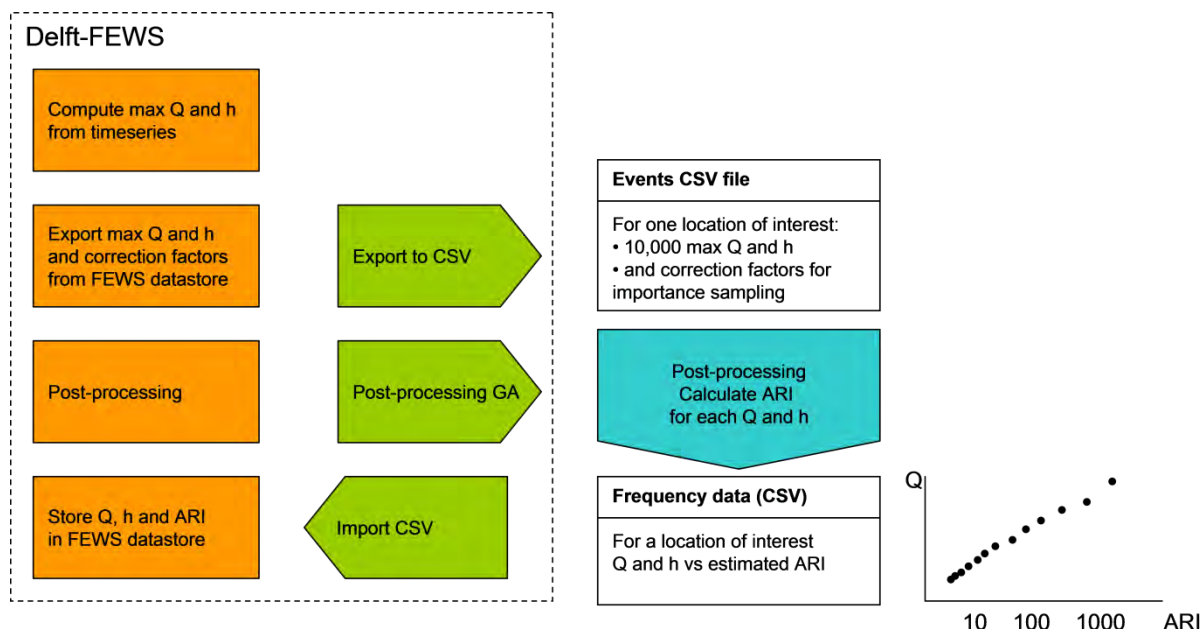 Delft-FEWS
Compute max Q and h
from timeseries
Export max Q and h
and correction factors
from FEWS datastore
Export to CSV
Events CSV file
For one location of interest:
• 10,000 max Q and h
• and correction factors for
importance sampling
Post-processing
Post-processing GA
Post-processing
Calculate ARI
for each Q and h
Store Q, h and ARI
in FEWS datastore
Import CSV
Frequency data (CSV)
For a location of interest
Q and h vs estimated ARI
Q
10 100 1000 ARI